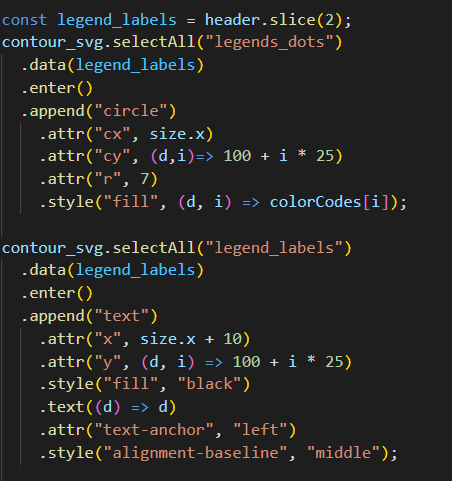 const legend_labels = header.slice(2);
contour_svg.selectAll("legends_dots")
  .data(legend_labels)
  .enter()
  .append("circle")
    .attr("cx", size.x)
    .attr("cy", (d,i)=> 100 + i * 25)
    .attr("r", 7)
    .style("fill", (d, i) => colorCodes[i]);

contour_svg.selectAll("legend_labels")
  .data(legend_labels)
  .enter()
  .append("text")
    .attr("x", size.x + 10)
    .attr("y", (d, i) => 100 + i * 25)
    .style("fill", "black")
    .text((d) => d)
    .attr("text-anchor", "left")
    .style("alignment-baseline", "middle");